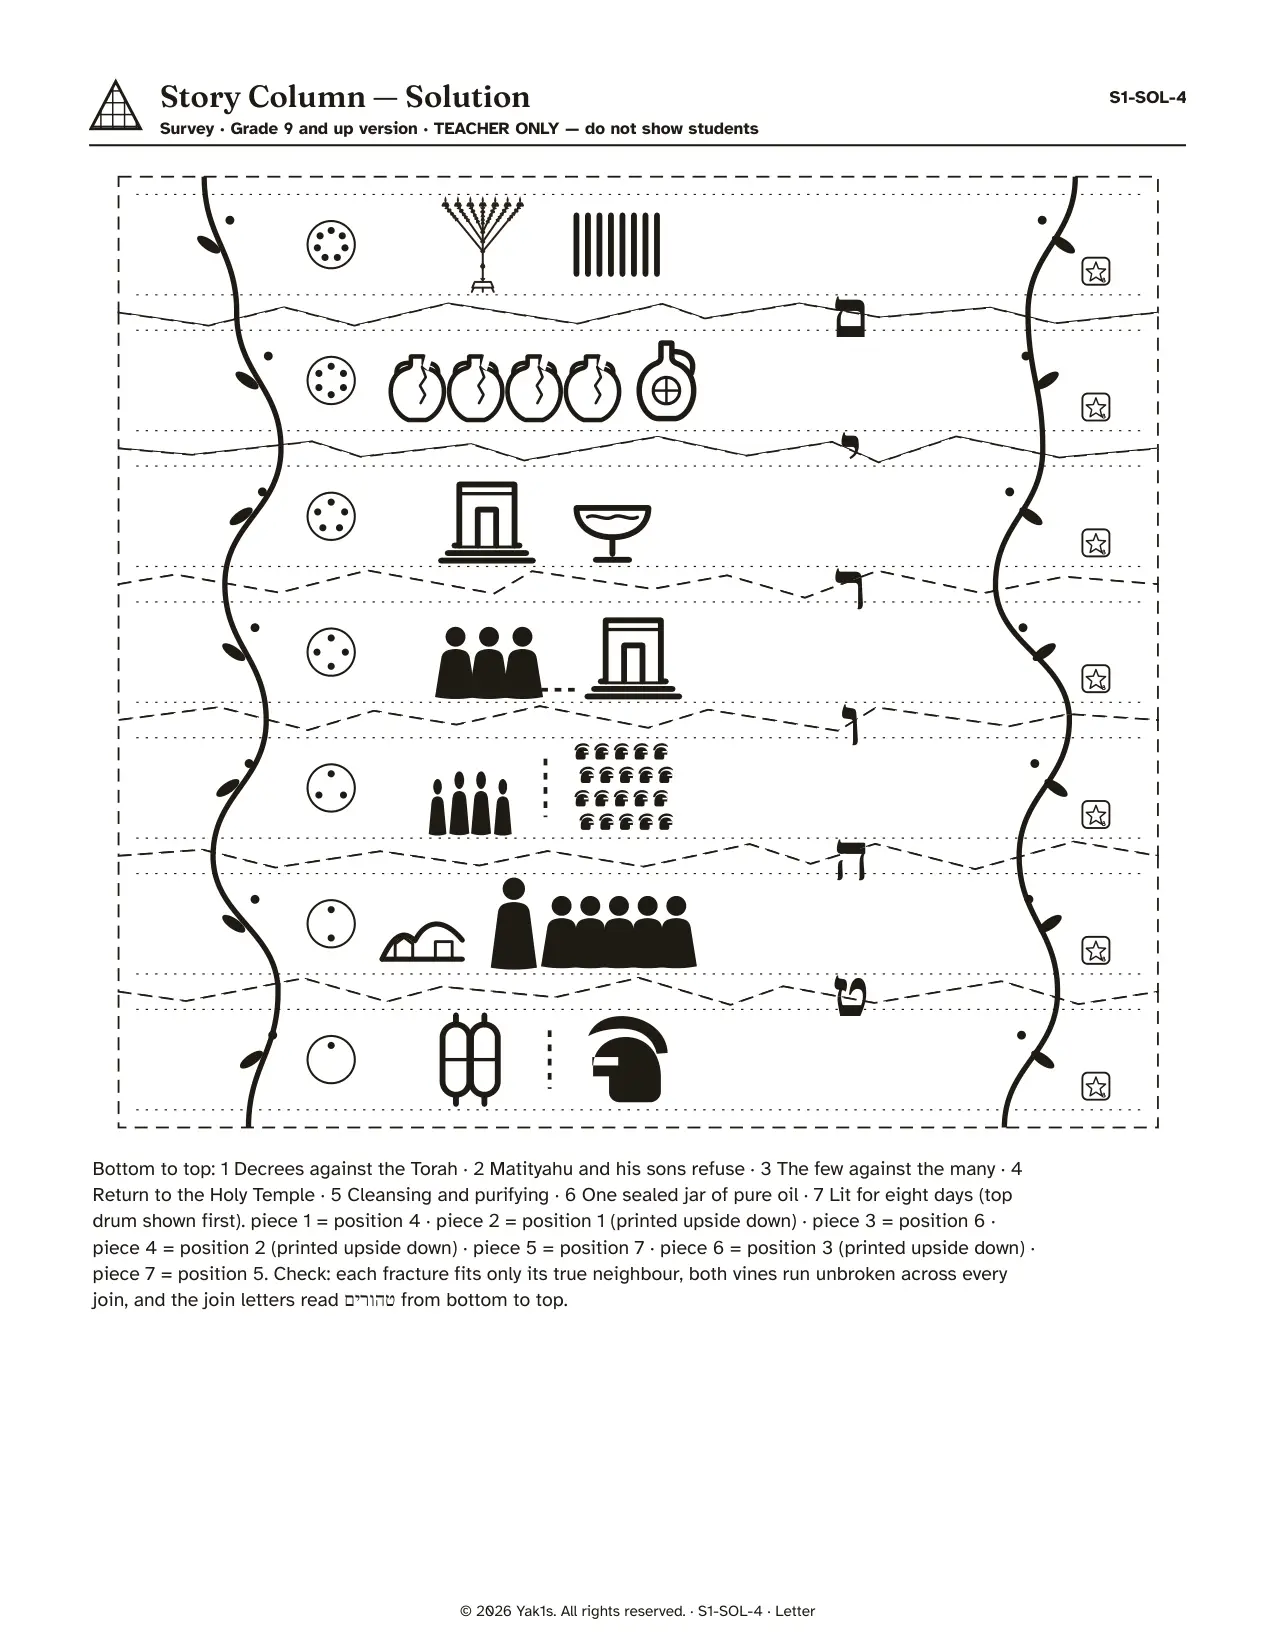 Story Column — Solution
S1-SOL-4
Survey · Grade 9 and up version · TEACHER ONLY — do not show students
ם
י
ר
ו
ה
ט
Bottom to top: 1 Decrees against the Torah · 2 Matityahu and his sons refuse · 3 The few against the many · 4
Return to the Holy Temple · 5 Cleansing and purifying · 6 One sealed jar of pure oil · 7 Lit for eight days (top
drum shown first). piece 1 = position 4 · piece 2 = position 1 (printed upside down) · piece 3 = position 6 ·
piece 4 = position 2 (printed upside down) · piece 5 = position 7 · piece 6 = position 3 (printed upside down) ·
piece 7 = position 5. Check: each fracture fits only its true neighbour, both vines run unbroken across every
join, and the join letters read טהורים from bottom to top.
© 2026 Yak1s. All rights reserved. · S1-SOL-4 · Letter